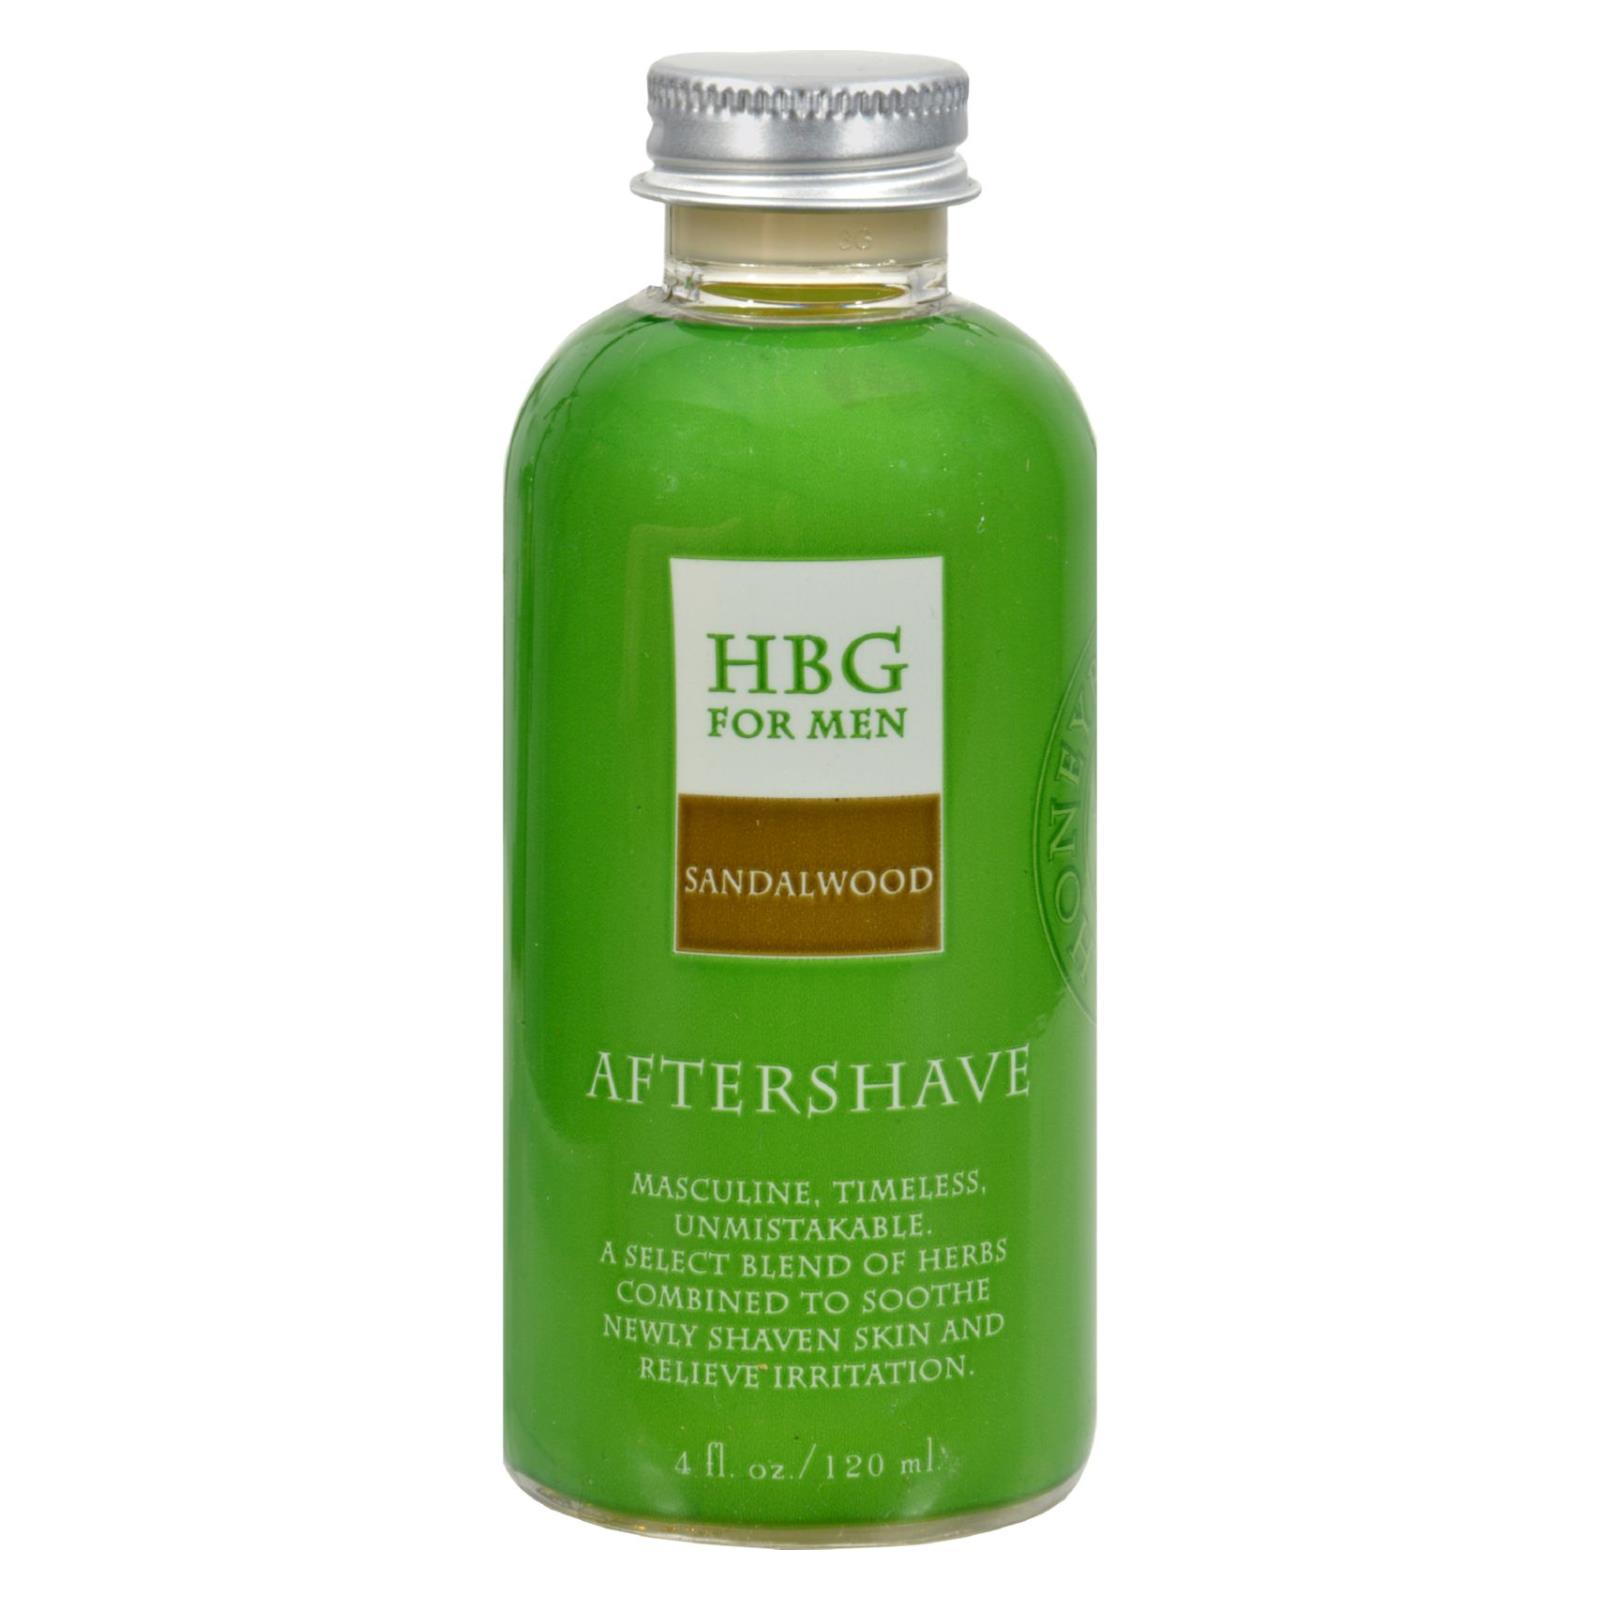 HBG
FOR MEN
SANDALWOOD
HONEY
AFTERSHAVE
MASCULINE, TIMELESS,
UNMISTAKABLE.
A SELECT BLEND OF HERBS
COMBINED TO SOOTHE
NEWLY SHAVEN SKIN AND
RELIEVE IRRITATION.
4 fl. oz./120 ml.